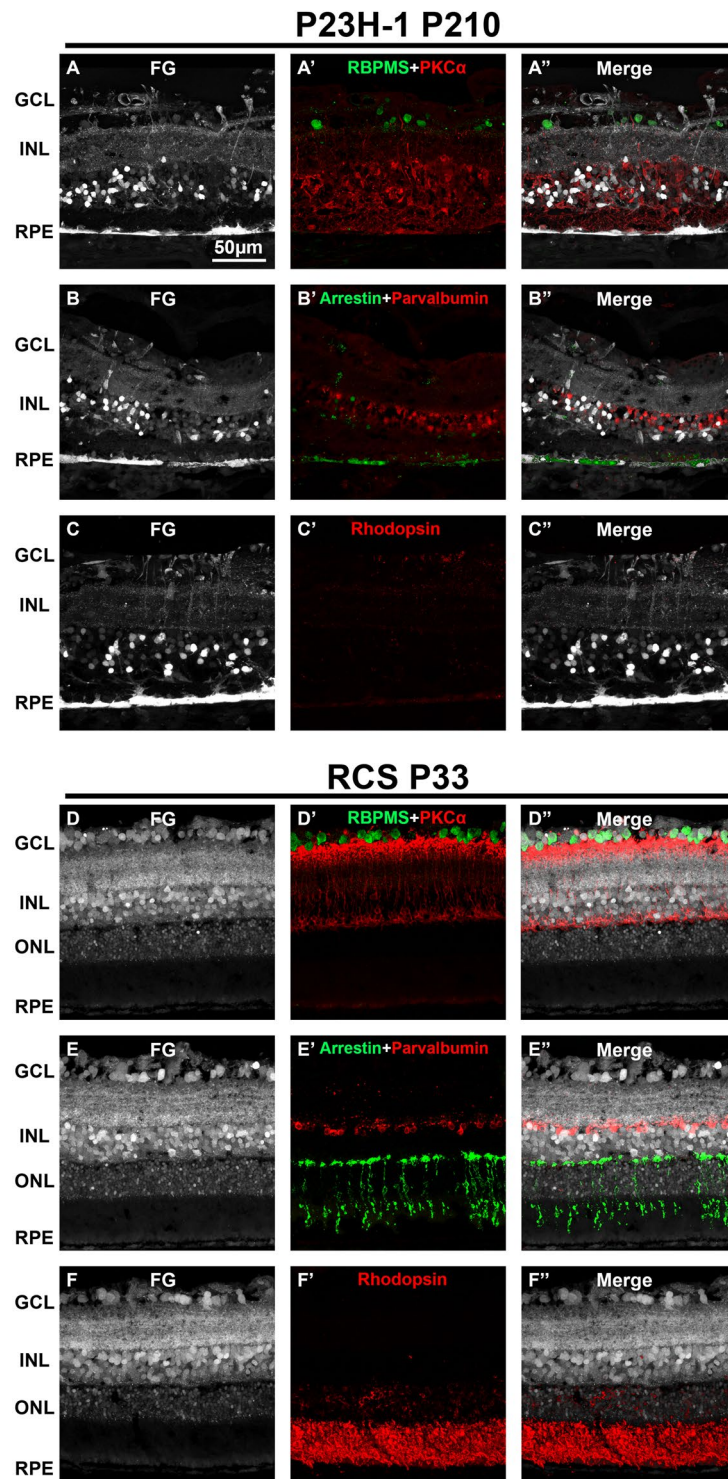 P23H-1 P210
A FG A' RBPMS+PKCα A" Merge
GCL
INL
RPE
50µm
B FG B' Arrestin+Parvalbumin B" Merge
GCL
INL
RPE
C FG C' Rhodopsin C" Merge
GCL
INL
RPE
RCS P33
D FG D' RBPMS+PKCα D" Merge
GCL
INL
ONL
RPE
E FG E' Arrestin+Parvalbumin E" Merge
GCL
INL
ONL
RPE
F FG F' Rhodopsin F" Merge
GCL
INL
ONL
RPE